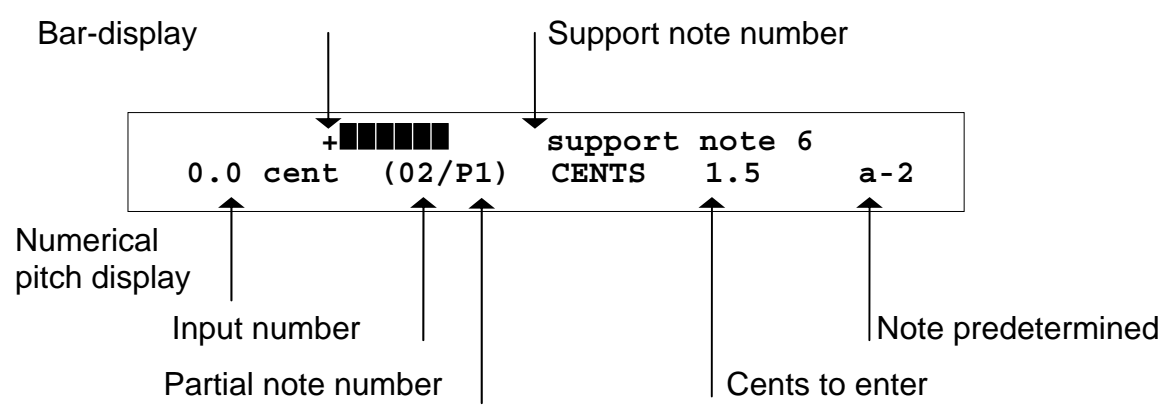 Bar-display Support note number
+██████ support note 6
0.0 cent (02/P1) CENTS 1.5 a-2
Numerical
pitch display
Input number Note predetermined
Partial note number Cents to enter